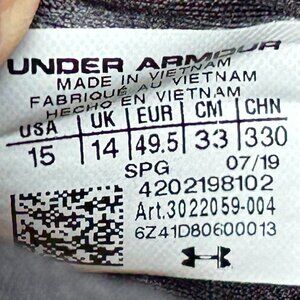 UNDER ARMOUR
MADE IN VIETNAM
FABRIQUÉ AU VIETNAM
HECHO EN VIETNAM
USA UK EUR CM CHN
15 14 49.5 33 330
SPG 07/19
4202198102
Art.3022059-004
6Z41D80600013